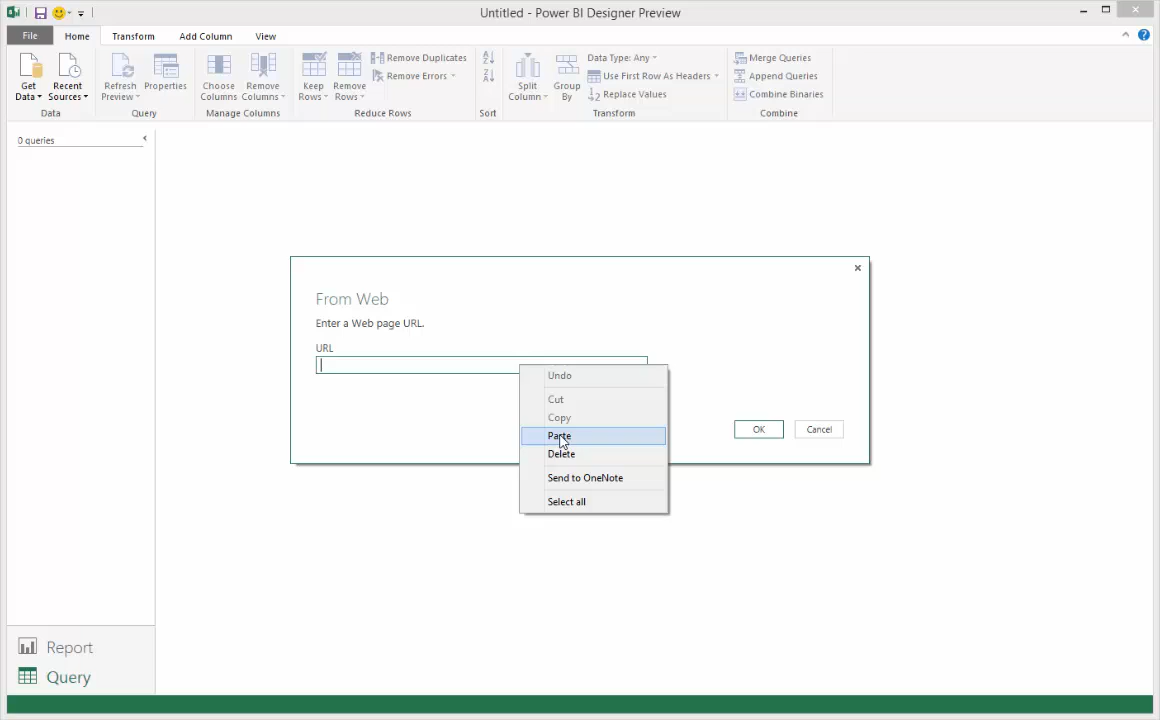 Untitled - Power BI Designer Preview
File Home Transform Add Column View
Get Data
Recent Sources
Refresh Preview
Properties
Choose Columns
Remove Columns
Keep Rows
Remove Rows
Remove Duplicates
Remove Errors
Split Column
Group By
Data Type: Any
Use First Row As Headers
Replace Values
Merge Queries
Append Queries
Combine Binaries
Data Query Manage Columns Reduce Rows Sort Transform Combine
0 queries
From Web
Enter a Web page URL.
URL
Undo
Cut
Copy
Paste
Delete
Send to OneNote
Select all
OK Cancel
Report
Query